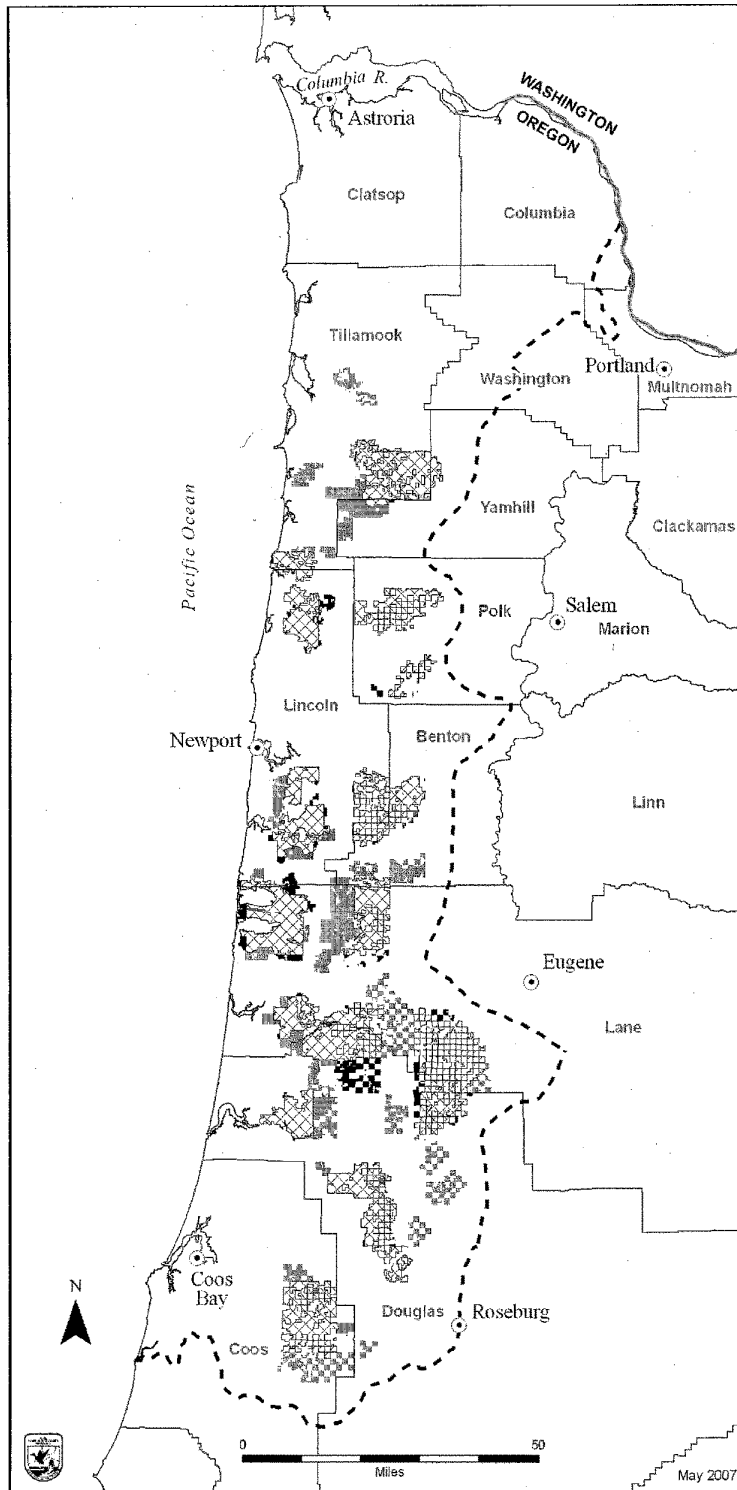 Columbia R.
Astroria
WASHINGTON
OREGON
Clatsop
Columbia
Tillamook
Washington
Portland
Multnomah
Yamhill
Clackamas
Pacific Ocean
Polk
Salem
Marion
Lincoln
Newport
Benton
Linn
Eugene
Lane
Coos
Bay
N
Douglas
Roseburg
Coos
0
50
Miles
May 2007